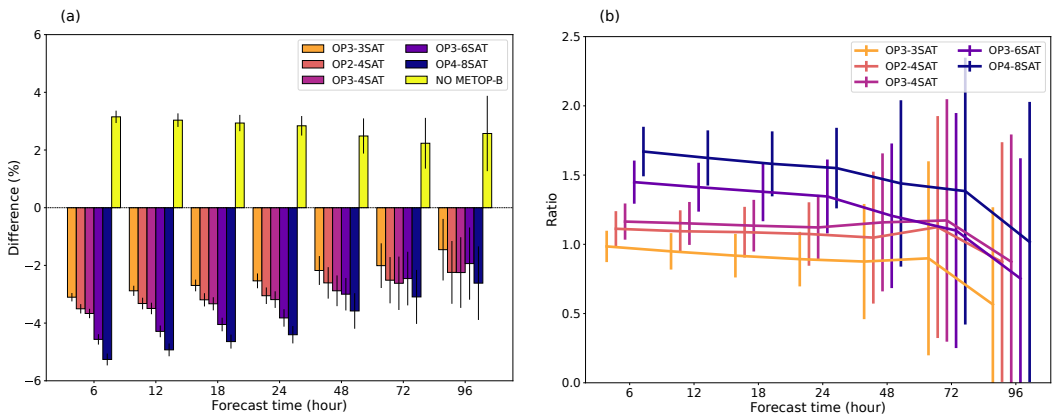 (a)
6
4
2
0
−2
−4
−6
Difference (%)
OP3-3SAT
OP2-4SAT
OP3-4SAT
OP3-6SAT
OP4-8SAT
NO METOP-B
6 12 18 24 48 72 96
Forecast time (hour)
(b)
2.5
2.0
1.5
1.0
0.5
0.0
Ratio
OP3-3SAT
OP2-4SAT
OP3-4SAT
OP3-6SAT
OP4-8SAT
6 12 18 24 48 72 96
Forecast time (hour)